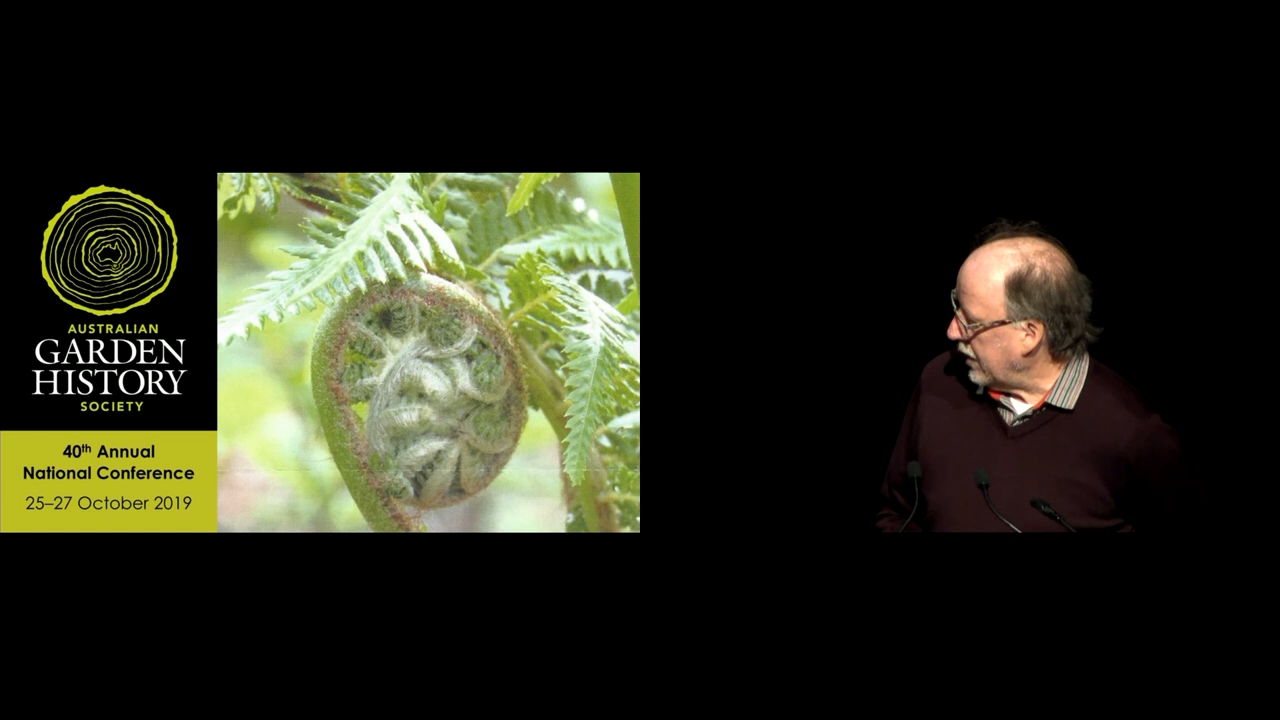 AUSTRALIAN
GARDEN
HISTORY
SOCIETY
40th Annual
National Conference
25–27 October 2019